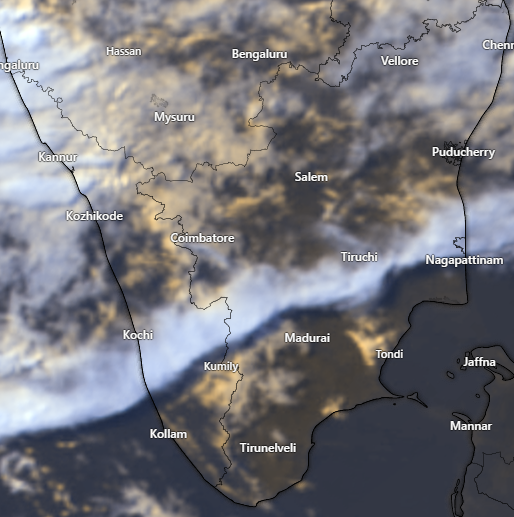 Hassan
Bengaluru
Chenn
Vellore
ngaluru
Mysuru
Kannur
Puducherry
Salem
Kozhikode
Coimbatore
Tiruchi
Nagapattinam
Kochi
Madurai
Tondi
Jaffna
Kumily
Mannar
Kollam
Tirunelveli